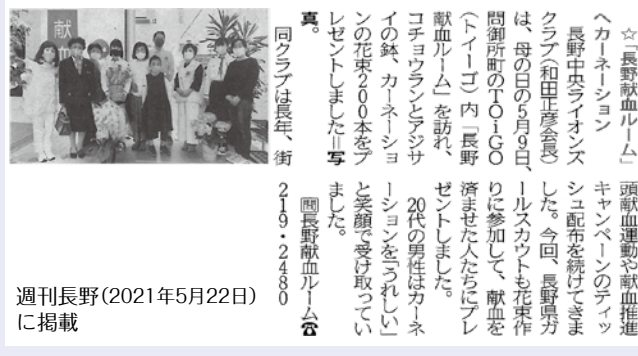 ☆「長野献血ルーム」
へカーネーション
長野中央ライオンズ
クラブ(和田正彦会長)
は、母の日の5月9日、
問御所町のTOiGO
(トイーゴ)内「長野
献血ルーム」を訪れ、
コチョウランとアジサ
イの鉢、カーネーショ
ンの花束200本をプ
レゼントしました=写
真。
同クラブは長年、街
頭献血運動や献血推進
キャンペーンのティッ
シュ配布を続けてきま
した。今回、長野県ガ
ールスカウトも花束作
りに参加して、献血を
済ませた人たちにプレ
ゼントしました。
20代の男性はカーネ
ーションを「うれしい」
と笑顔で受け取ってい
ました。
問長野献血ルーム☎
219・2480
献血
週刊長野(2021年5月22日)
に掲載